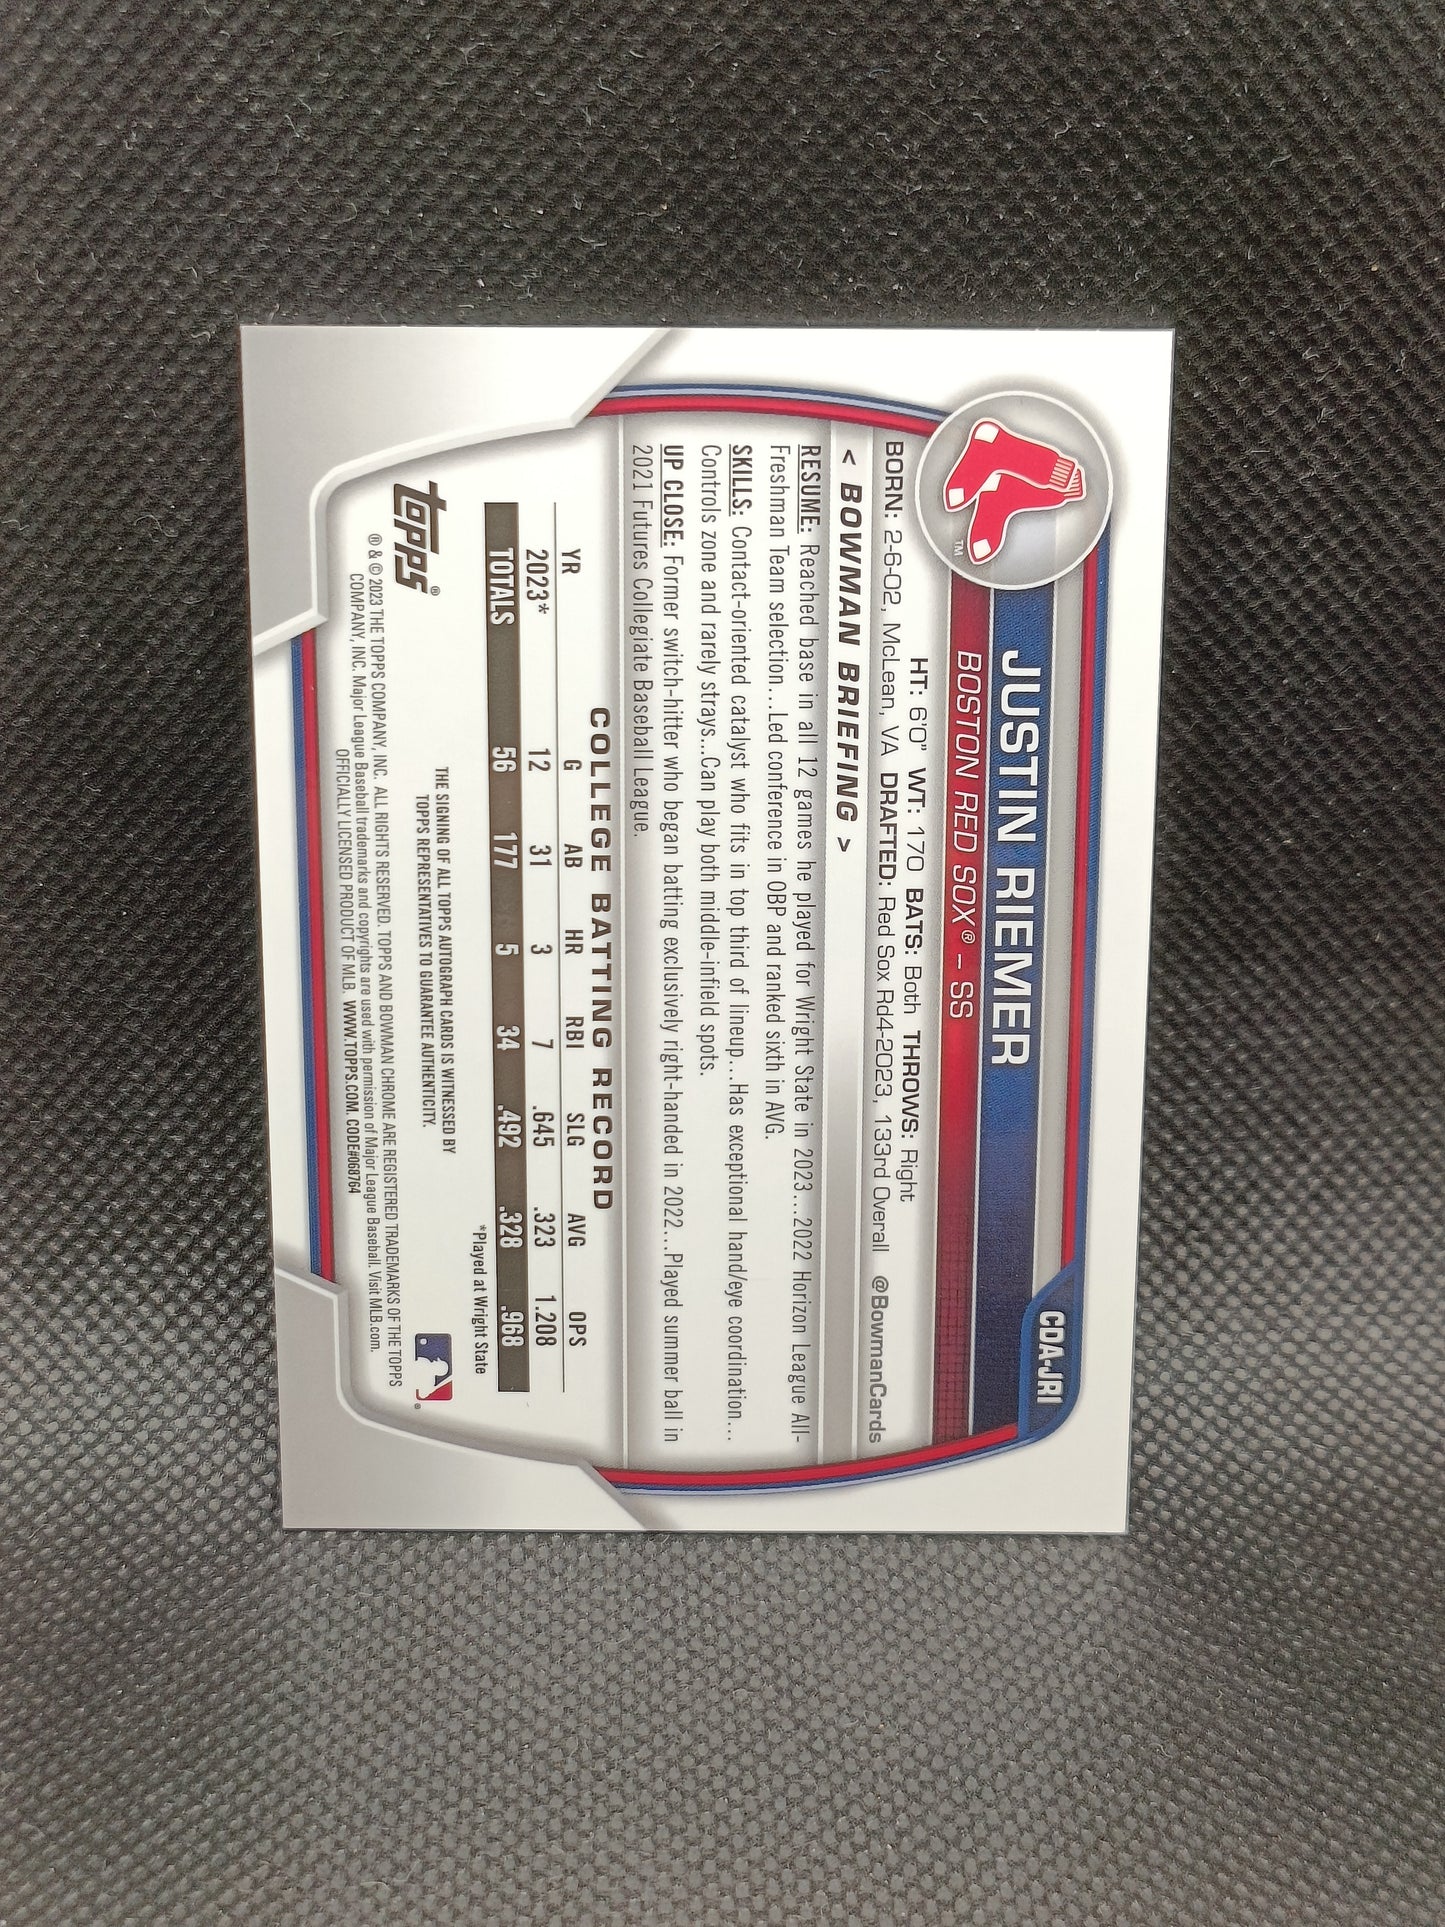 CDA-JRI
JUSTIN RIEMER
BOSTON RED SOX® – SS
TM
HT: 6'0" WT: 170 BATS: Both THROWS: Right
BORN: 2-6-02, McLean, VA DRAFTED: Red Sox Rd4-2023, 133rd Overall @BowmanCards
< BOWMAN BRIEFING >
RESUME: Reached base in all 12 games he played for Wright State in 2023...2022 Horizon League All-
Freshman Team selection...Led conference in OBP and ranked sixth in AVG.
SKILLS: Contact-oriented catalyst who fits in top third of lineup...Has exceptional hand/eye coordination...
Controls zone and rarely strays...Can play both middle-infield spots.
UP CLOSE: Former switch-hitter who began batting exclusively right-handed in 2022...Played summer ball in
2021 Futures Collegiate Baseball League.
COLLEGE BATTING RECORD
YR G AB HR RBI SLG AVG OPS
2023* 12 31 3 7 .645 .323 1.208
TOTALS 56 177 5 34 .492 .328 .968
*Played at Wright State
THE SIGNING OF ALL TOPPS AUTOGRAPH CARDS IS WITNESSED BY
TOPPS REPRESENTATIVES TO GUARANTEE AUTHENTICITY.
topps®
® & © 2023 THE TOPPS COMPANY, INC. ALL RIGHTS RESERVED. TOPPS AND BOWMAN CHROME ARE REGISTERED TRADEMARKS OF THE TOPPS
COMPANY, INC. Major League Baseball trademarks and copyrights are used with permission of Major League Baseball. Visit MLB.com.
OFFICIALLY LICENSED PRODUCT OF MLB. WWW.TOPPS.COM. CODE#068764